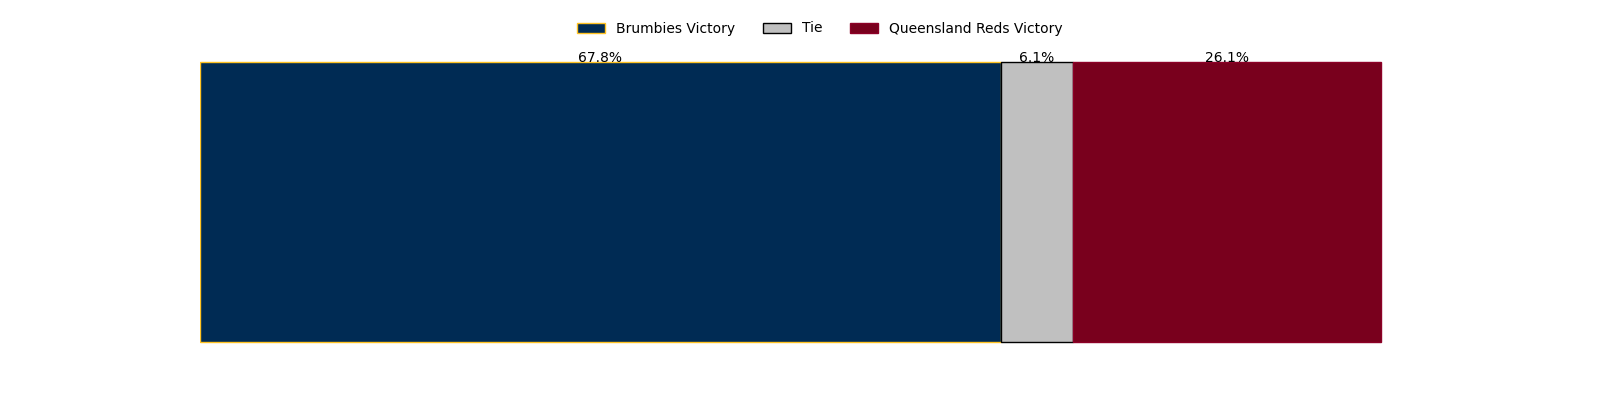 Brumbies Victory Tie Queensland Reds Victory
67.8% 6.1% 26.1%